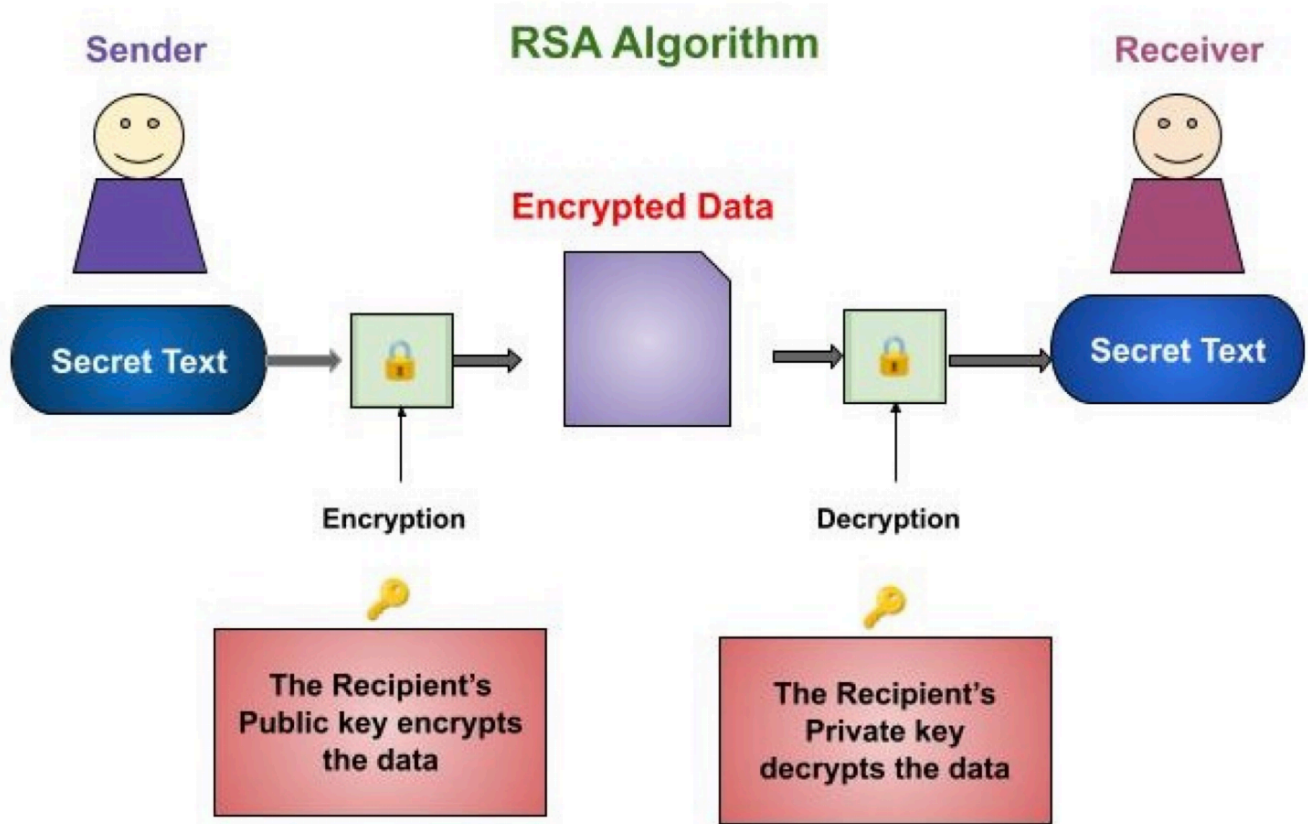 RSA Algorithm
Sender
Receiver
Encrypted Data
Secret Text
Secret Text
Encryption
Decryption
The Recipient’s
Public key encrypts
the data
The Recipient’s
Private key
decrypts the data